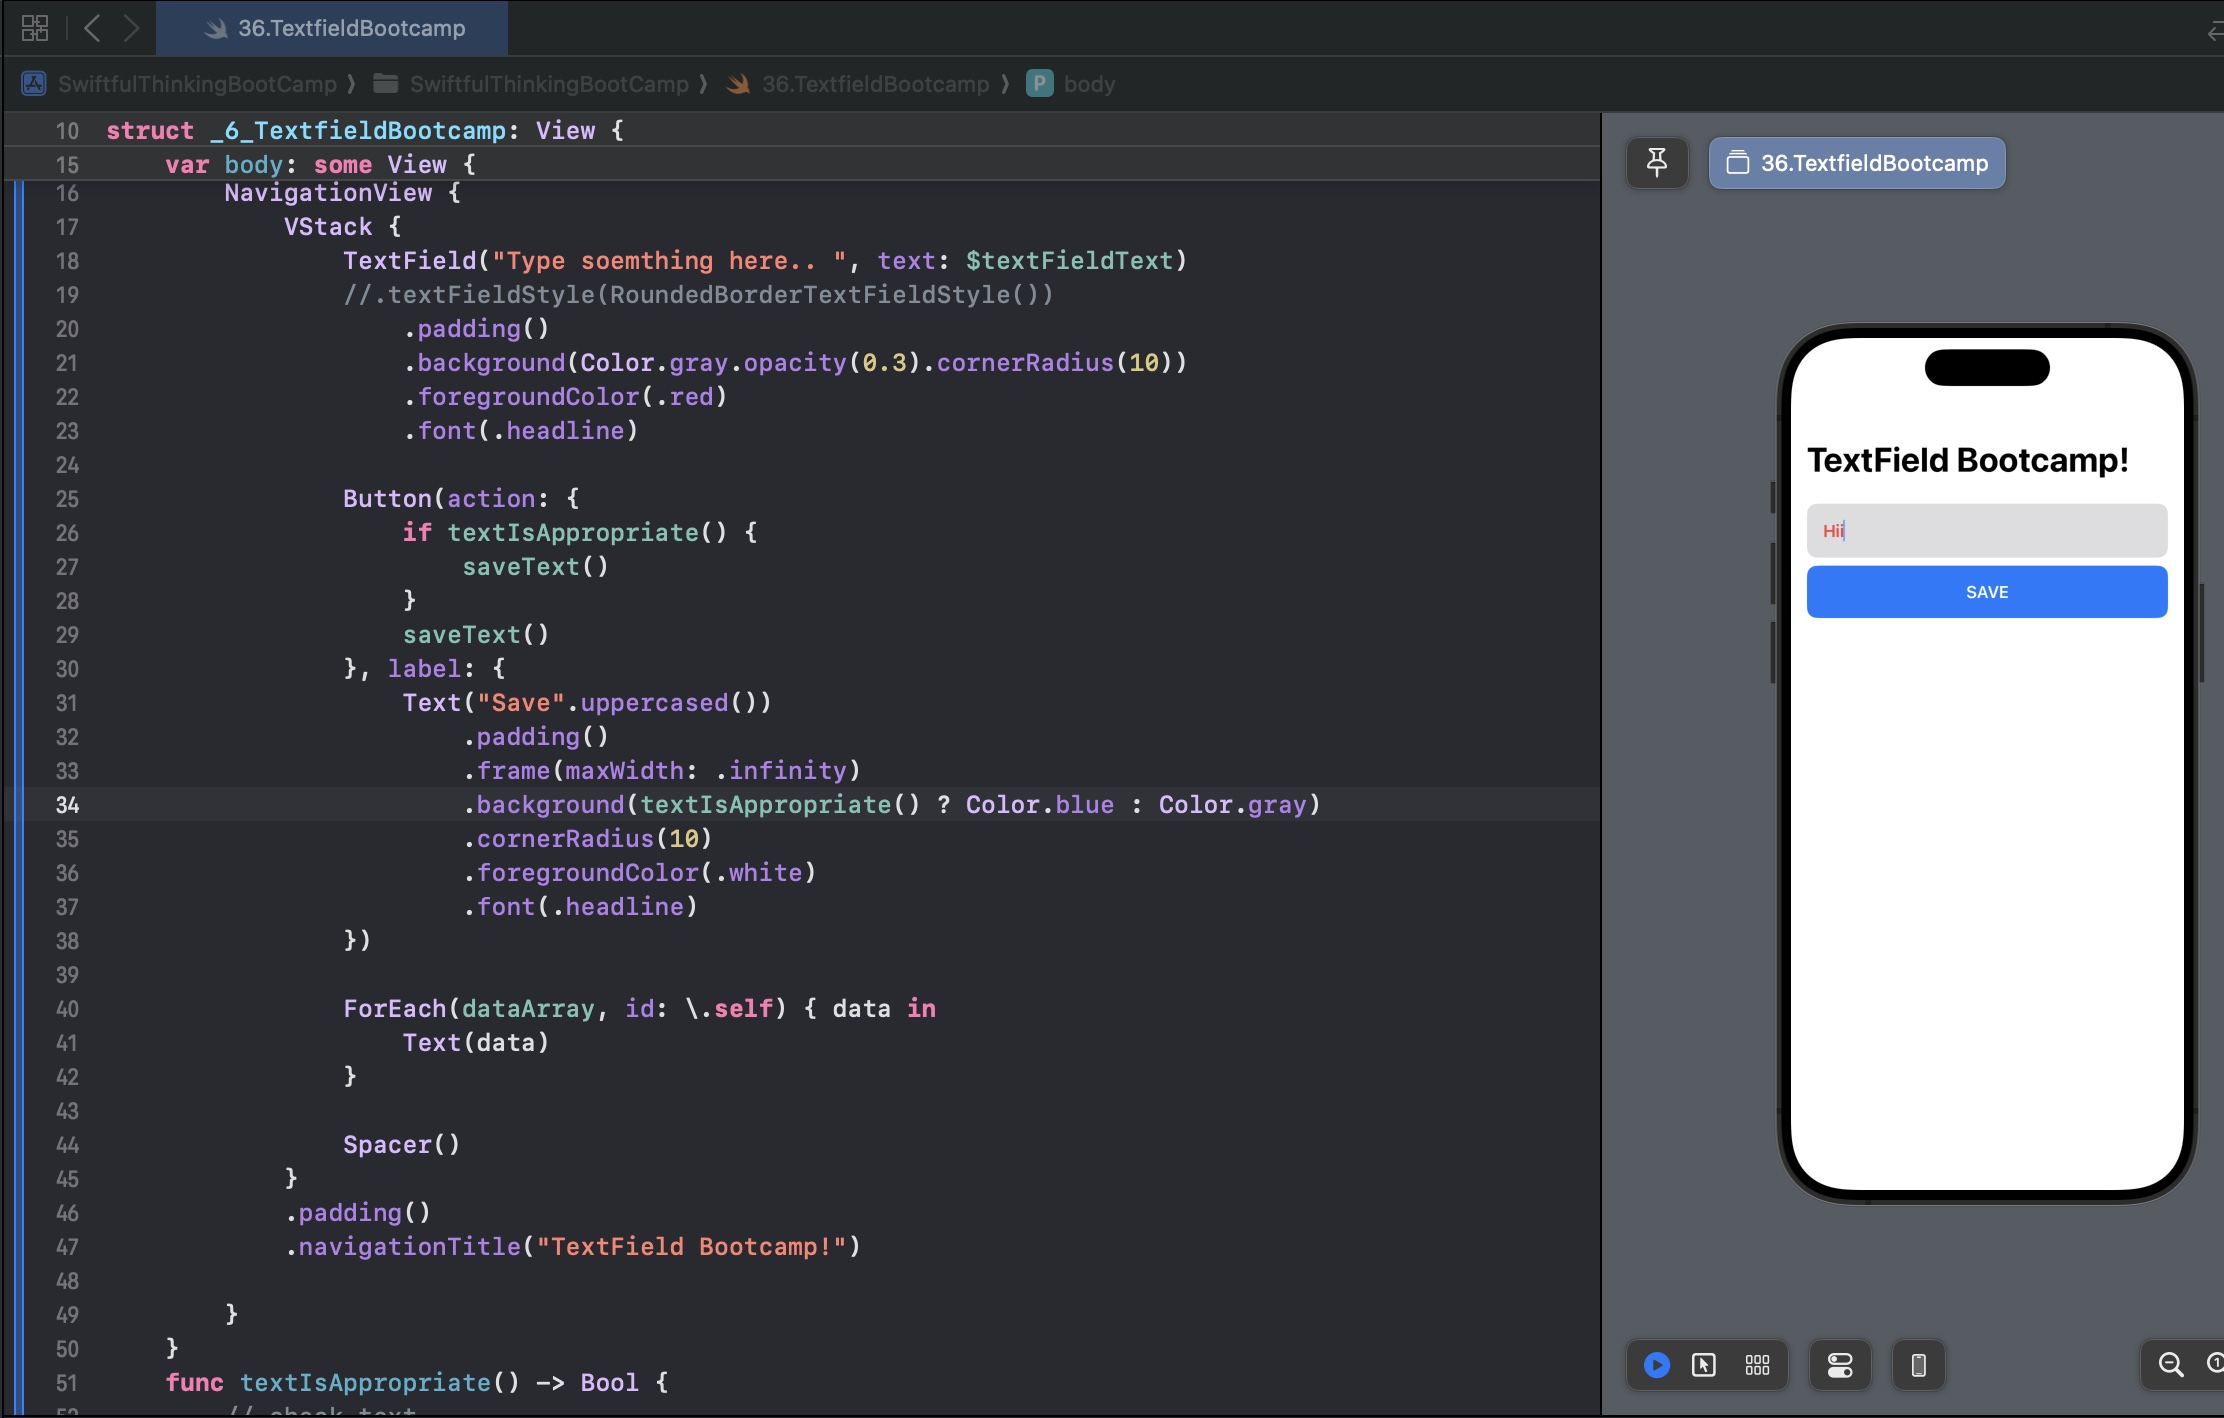 36.TextfieldBootcamp
SwiftfulThinkingBootCamp ⟩ SwiftfulThinkingBootCamp ⟩ 36.TextfieldBootcamp ⟩ P body
10 struct _6_TextfieldBootcamp: View {
15 var body: some View {
16 NavigationView {
17 VStack {
18 TextField("Type soemthing here.. ", text: $textFieldText)
19 //.textFieldStyle(RoundedBorderTextFieldStyle())
20 .padding()
21 .background(Color.gray.opacity(0.3).cornerRadius(10))
22 .foregroundColor(.red)
23 .font(.headline)
24
25 Button(action: {
26 if textIsAppropriate() {
27 saveText()
28 }
29 saveText()
30 }, label: {
31 Text("Save".uppercased())
32 .padding()
33 .frame(maxWidth: .infinity)
34 .background(textIsAppropriate() ? Color.blue : Color.gray)
35 .cornerRadius(10)
36 .foregroundColor(.white)
37 .font(.headline)
38 })
39
40 ForEach(dataArray, id: \.self) { data in
41 Text(data)
42 }
43
44 Spacer()
45 }
46 .padding()
47 .navigationTitle("TextField Bootcamp!")
48
49 }
50 }
51 func textIsAppropriate() -> Bool {
36.TextfieldBootcamp
TextField Bootcamp!
Hii
SAVE